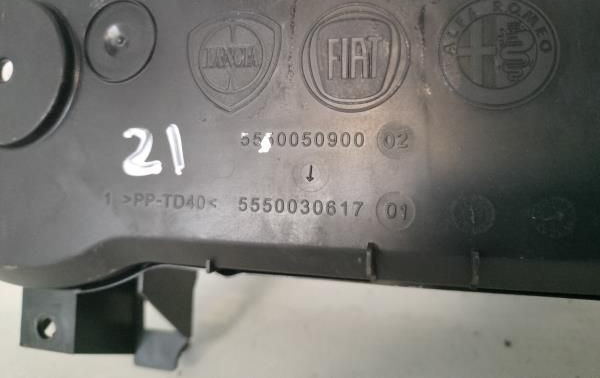 LANCIA FIAT ALFA ROMEO
21 5550050900 02
1 >PP-TD40< 5550030617 01